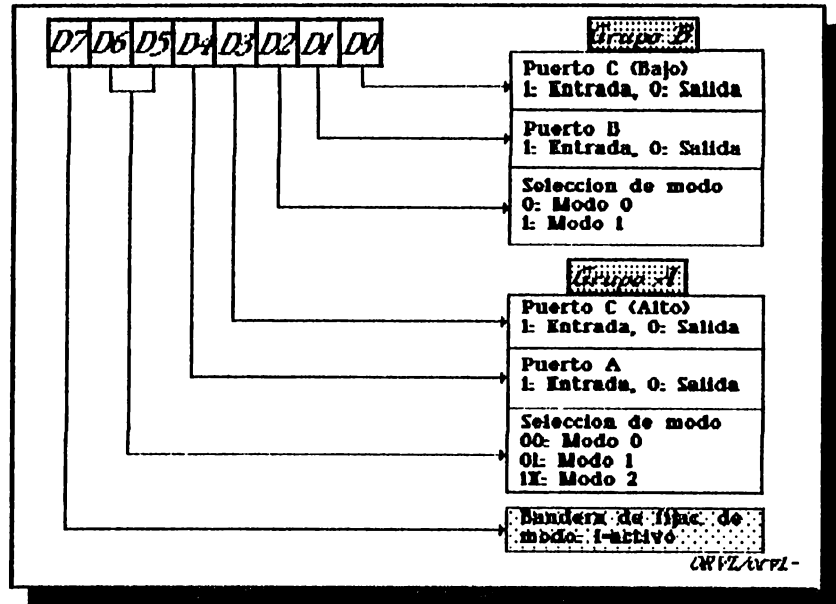 D7 D6 D5 D4 D3 D2 D1 D0
Grupo B
Puerto C (Bajo)
1: Entrada, 0: Salida
Puerto B
1: Entrada, 0: Salida
Seleccion de modo
0: Modo 0
1: Modo 1
Grupo A
Puerto C (Alto)
1: Entrada, 0: Salida
Puerto A
1: Entrada, 0: Salida
Seleccion de modo
00: Modo 0
01: Modo 1
1X: Modo 2
Bandera de fijac. de
modo: 1=activo